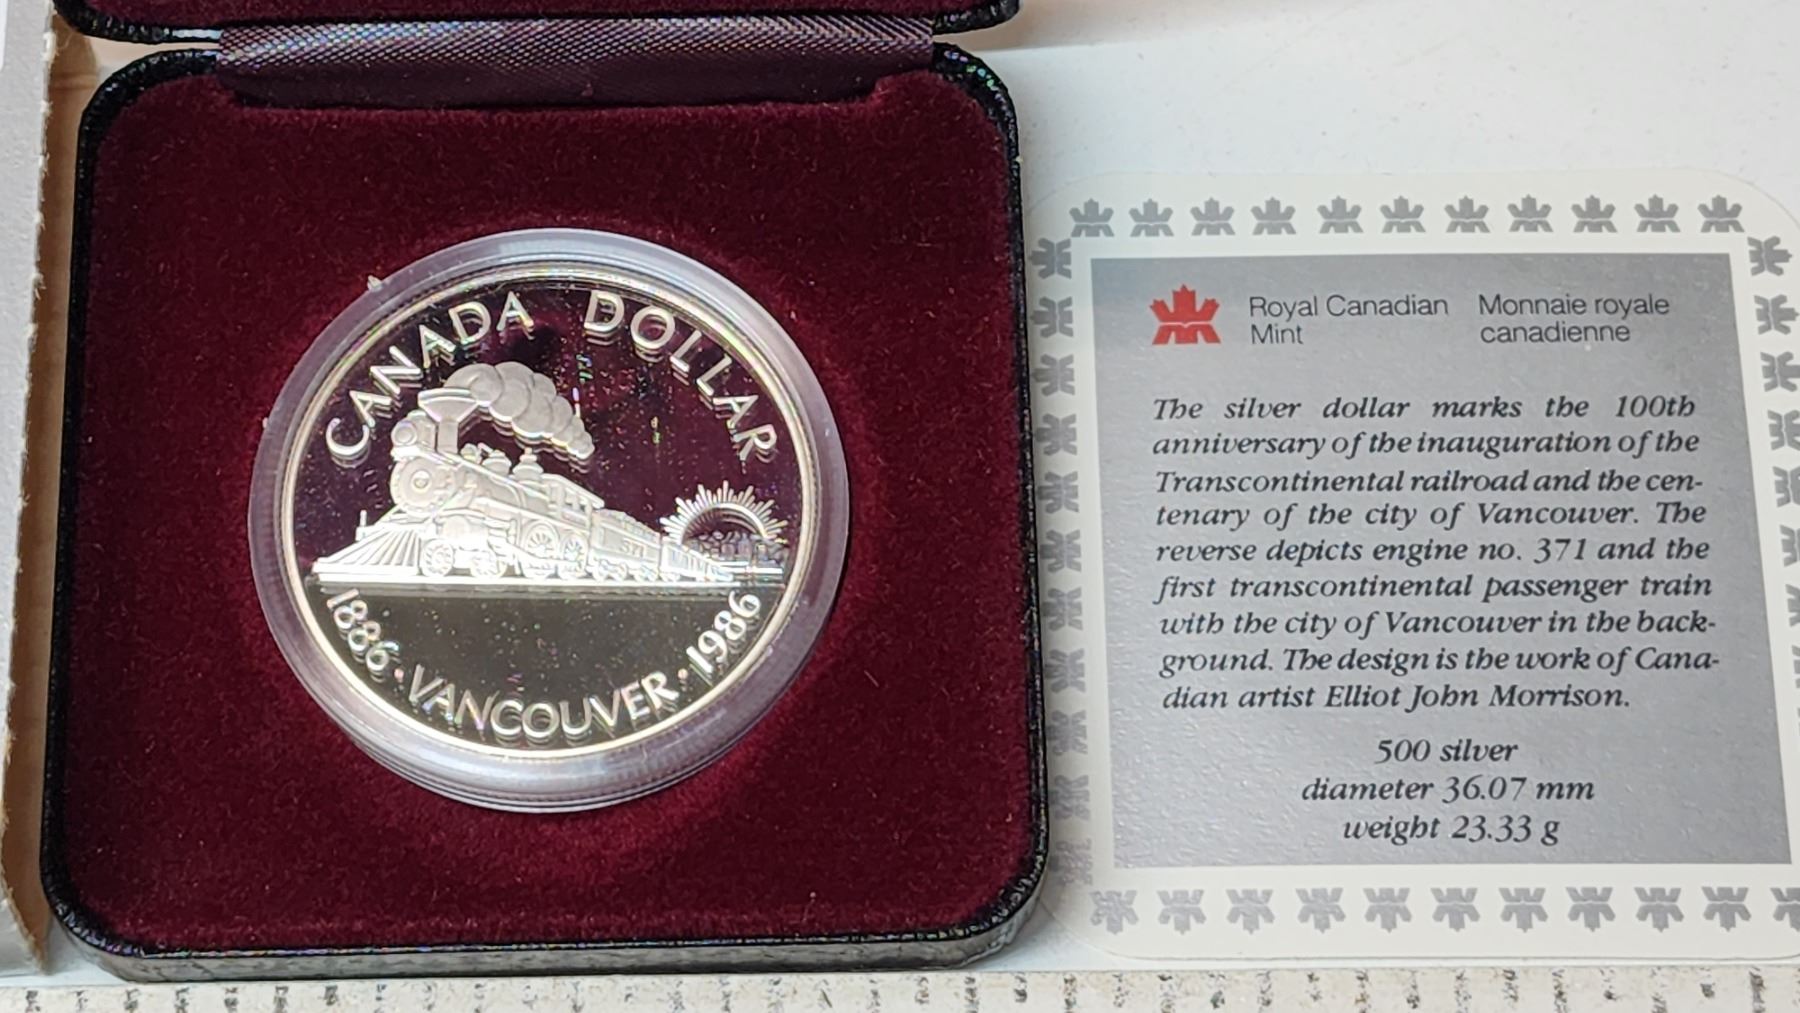 CANADA DOLLAR
371
1886 · VANCOUVER · 1986
Royal Canadian
Mint
Monnaie royale
canadienne
The silver dollar marks the 100th
anniversary of the inauguration of the
Transcontinental railroad and the cen-
tenary of the city of Vancouver. The
reverse depicts engine no. 371 and the
first transcontinental passenger train
with the city of Vancouver in the back-
ground. The design is the work of Cana-
dian artist Elliot John Morrison.
500 silver
diameter 36.07 mm
weight 23.33 g